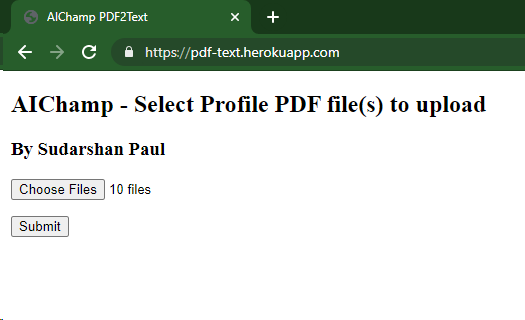 AIChamp PDF2Text
https://pdf-text.herokuapp.com
AIChamp - Select Profile PDF file(s) to upload
By Sudarshan Paul
Choose Files 10 files
Submit